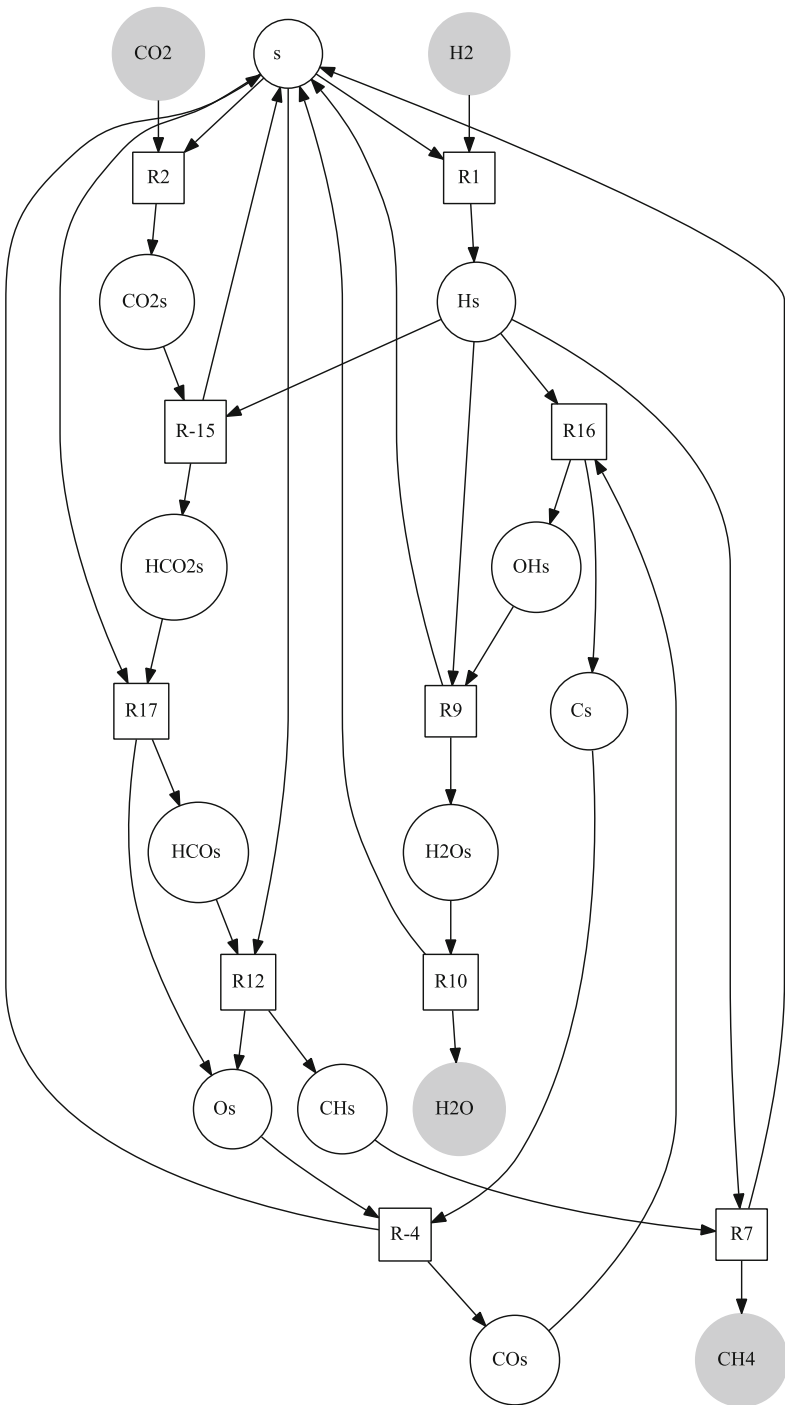 CO2
s
H2
R2
R1
CO2s
Hs
R-15
R16
HCO2s
OHs
R17
R9
Cs
HCOs
H2Os
R12
R10
Os
CHs
H2O
R-4
R7
COs
CH4